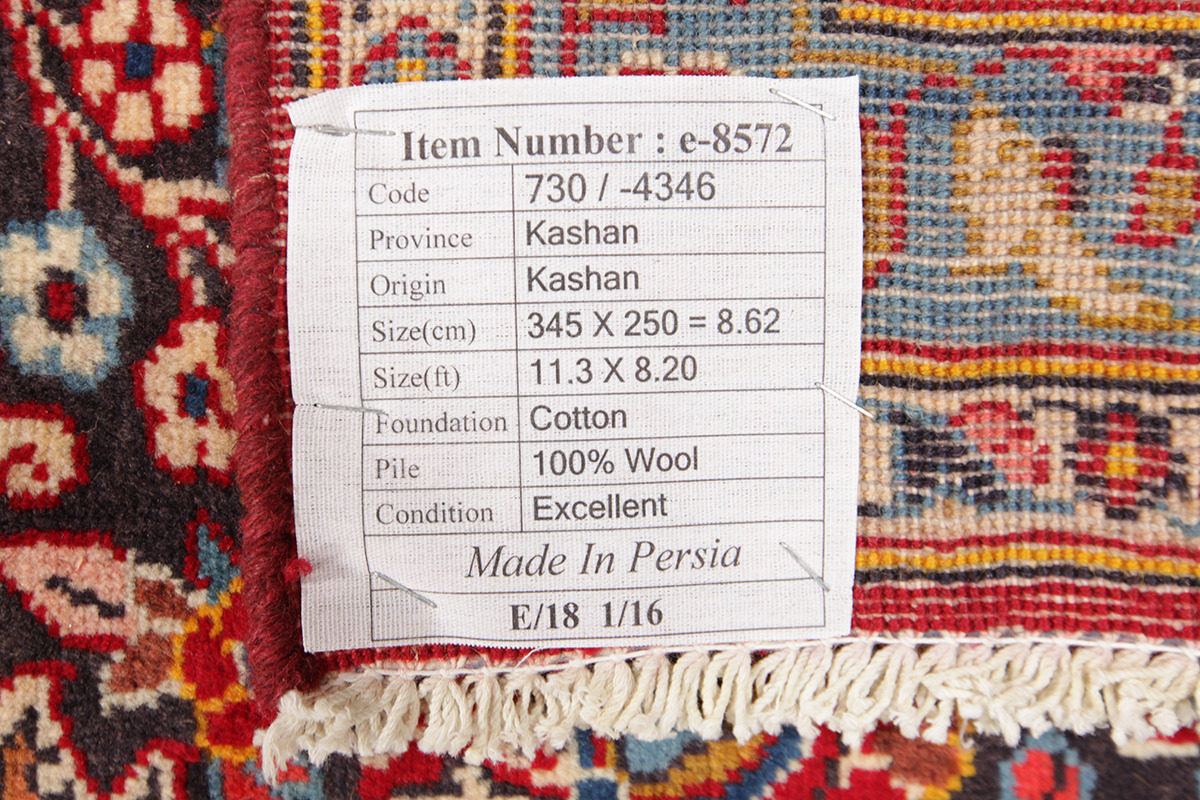 Item Number : e-8572
Code 730 / -4346
Province Kashan
Origin Kashan
Size(cm) 345 X 250 = 8.62
Size(ft) 11.3 X 8.20
Foundation Cotton
Pile 100% Wool
Condition Excellent
Made In Persia
E/18 1/16